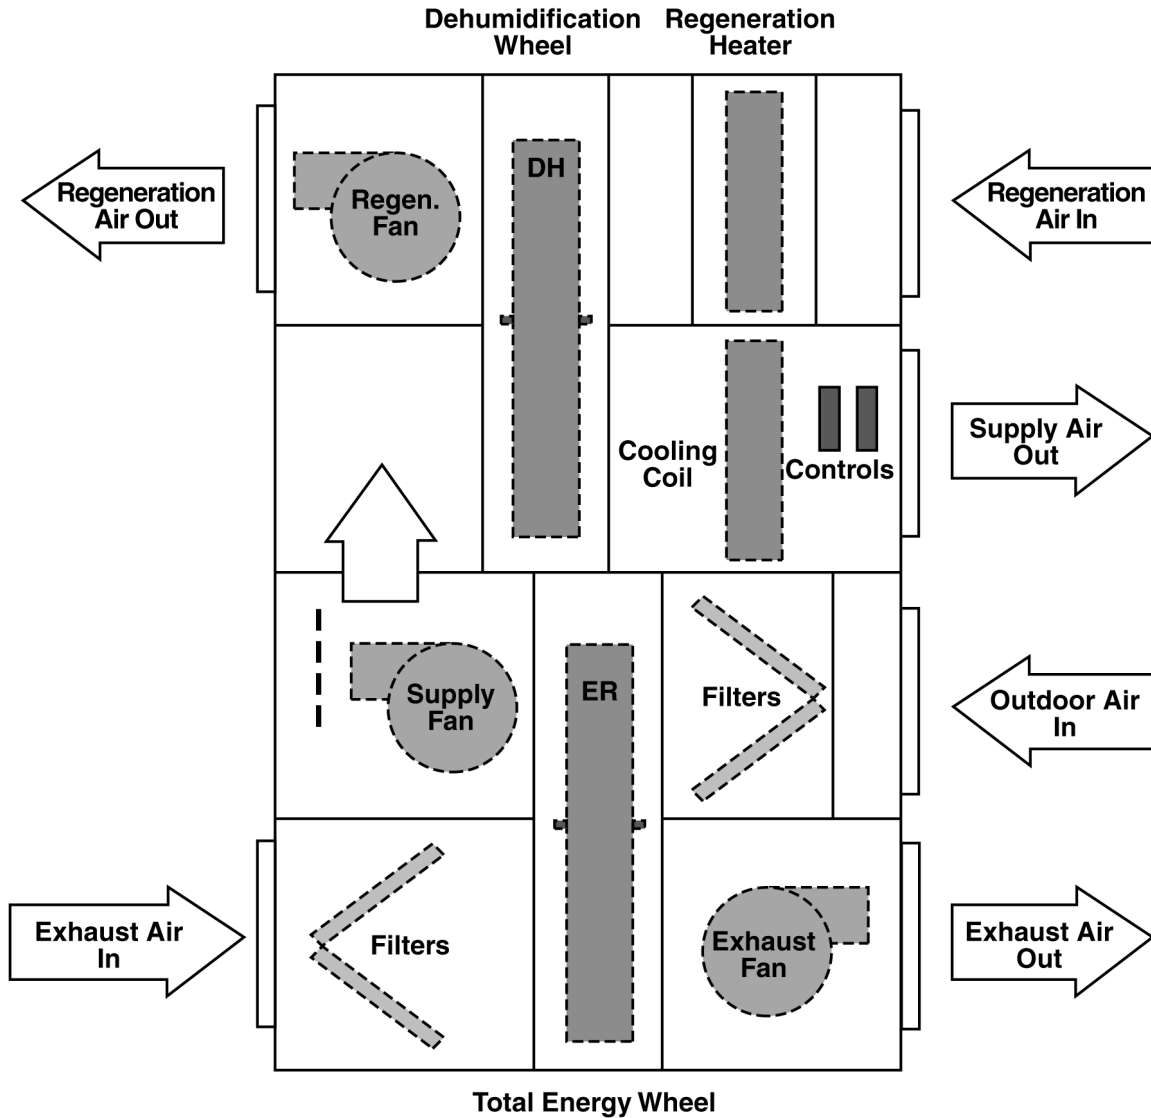 Dehumidification
Wheel
Regeneration
Heater
Regeneration
Air Out
Regen.
Fan
DH
Regeneration
Air In
Cooling
Coil
Controls
Supply Air
Out
Supply
Fan
ER
Filters
Outdoor Air
In
Exhaust Air
In
Filters
Exhaust
Fan
Exhaust Air
Out
Total Energy Wheel